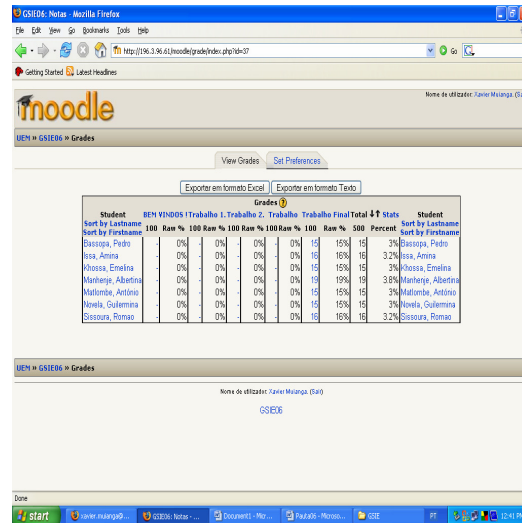 GSIE06: Notas - Mozilla Firefox
File Edit View Go Bookmarks Tools Help
http://196.3.96.61/moodle/grade/index.php?id=37 Go
Getting Started Latest Headlines
moodle
Nome de utilizador: Xavier Muianga. (Sa
UEM » GSIE06 » Grades
View Grades Set Preferences
Exportar em formato Excel Exportar em formato Texto
Grades ?
Student BEM VINDOS ! Trabalho 1. Trabalho 2. Trabalho Trabalho Final Total ↓↑ Stats Student
Sort by Lastname Sort by Lastname
Sort by Firstname 100 Raw % 100 Raw % 100 Raw % 100 Raw % 100 Raw % 500 Percent Sort by Firstname
Bassopa, Pedro - 0% - 0% - 0% - 0% 15 15% 15 3% Bassopa, Pedro
Issa, Amina - 0% - 0% - 0% - 0% 16 16% 16 3.2% Issa, Amina
Khossa, Emelina - 0% - 0% - 0% - 0% 15 15% 15 3% Khossa, Emelina
Manhenje, Albertina - 0% - 0% - 0% - 0% 19 19% 19 3.8% Manhenje, Albertina
Matlombe, António - 0% - 0% - 0% - 0% 15 15% 15 3% Matlombe, António
Novela, Guilermina - 0% - 0% - 0% - 0% 15 15% 15 3% Novela, Guilermina
Sissoura, Romao - 0% - 0% - 0% - 0% 16 16% 16 3.2% Sissoura, Romao
UEM » GSIE06 » Grades
Nome de utilizador: Xavier Muianga. (Sair)
GSIE06
Done
start xavier.muianga@... GSIE06: Notas - ... Document1 - Micr... Pauta06 - Microso... GSIE PT 12:41 PM